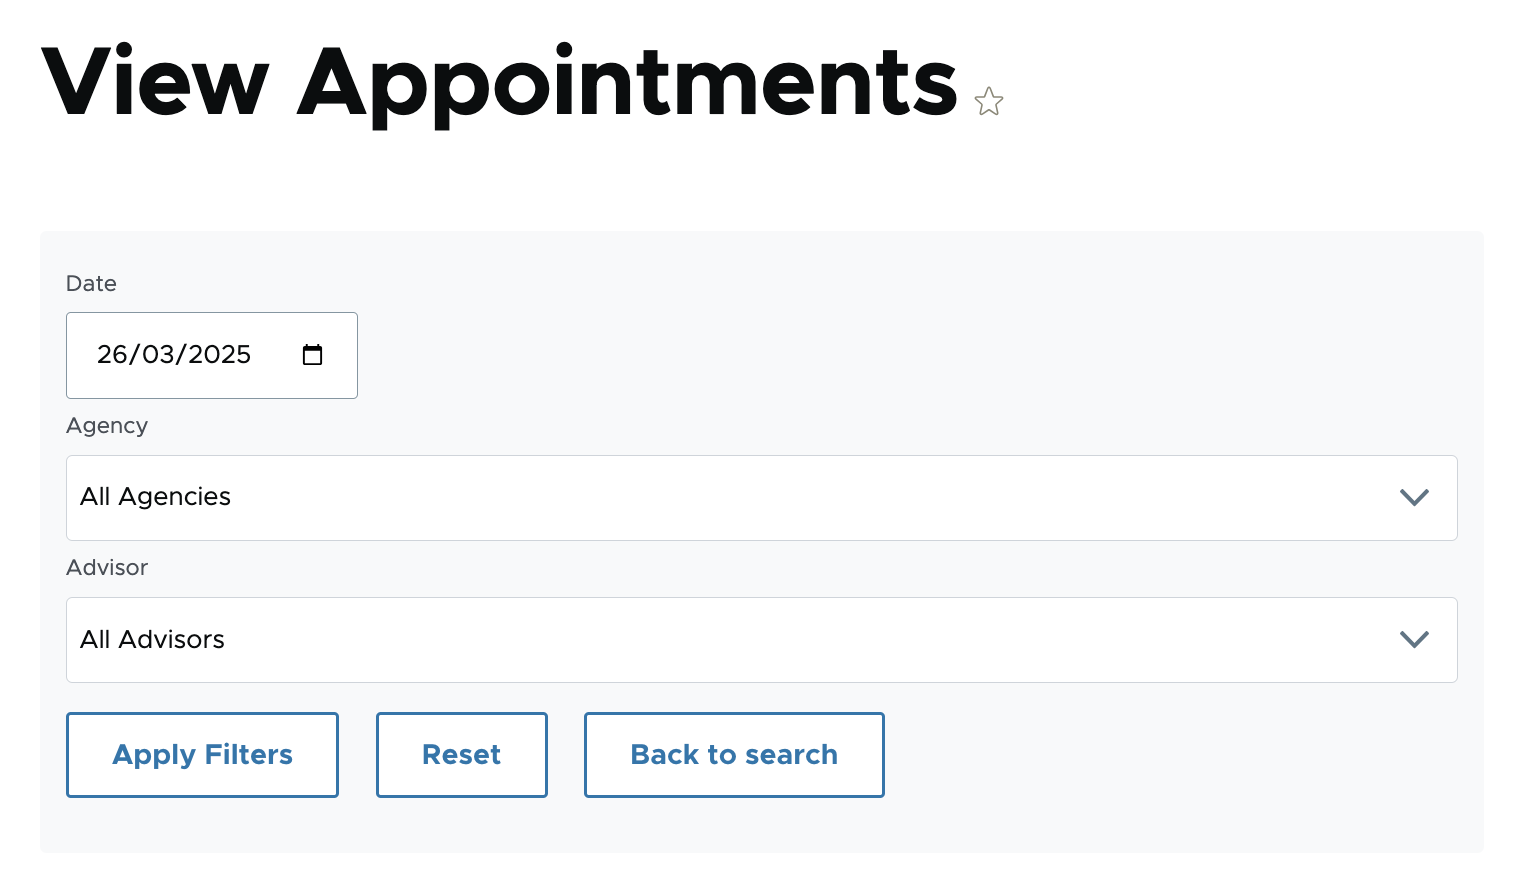 View Appointments
Date
26/03/2025
Agency
All Agencies
Advisor
All Advisors
Apply Filters
Reset
Back to search